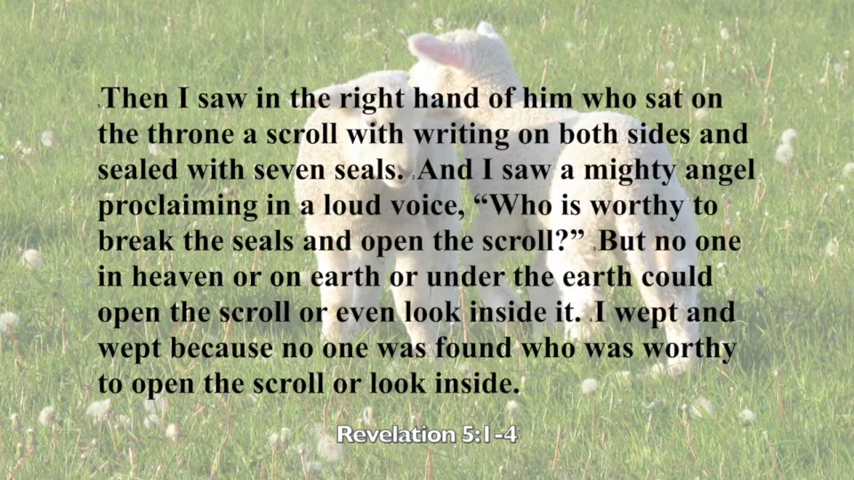 Then I saw in the right hand of him who sat on
the throne a scroll with writing on both sides and
sealed with seven seals. And I saw a mighty angel
proclaiming in a loud voice, “Who is worthy to
break the seals and open the scroll?” But no one
in heaven or on earth or under the earth could
open the scroll or even look inside it. I wept and
wept because no one was found who was worthy
to open the scroll or look inside.
Revelation 5:1-4